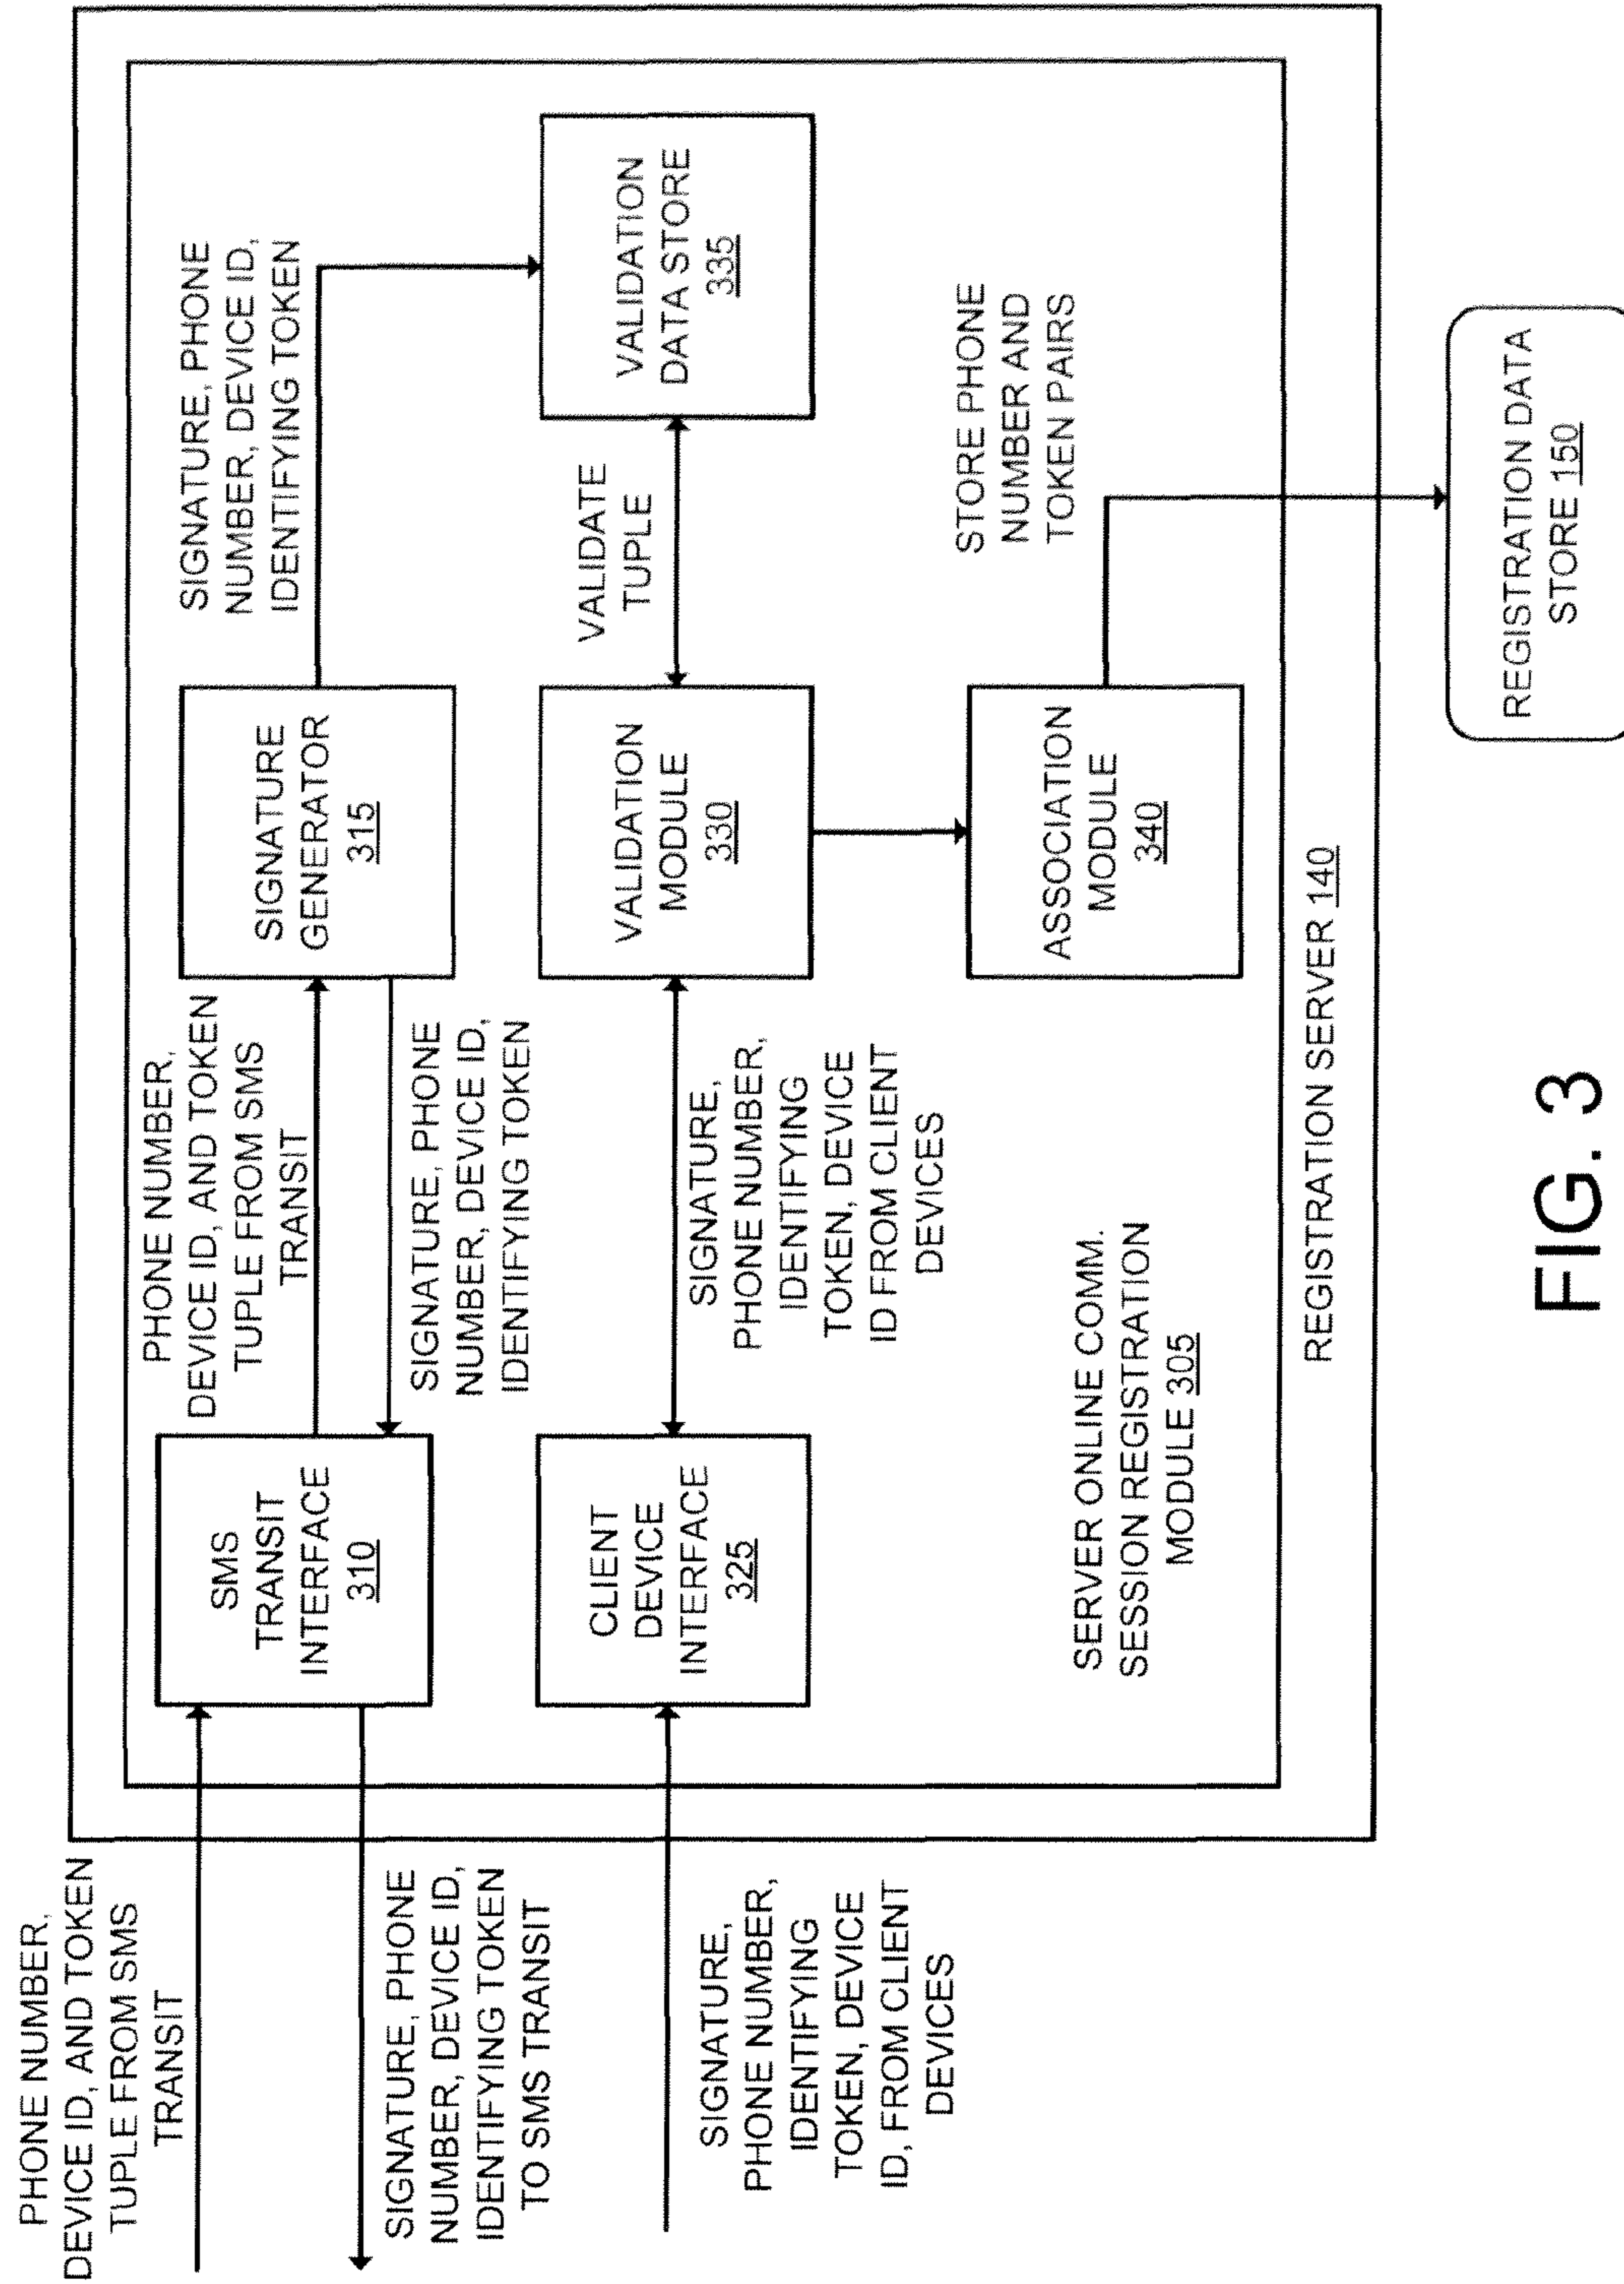 PHONE NUMBER,
DEVICE ID, AND TOKEN
TUPLE FROM SMS
TRANSIT
SIGNATURE, PHONE
NUMBER, DEVICE ID,
IDENTIFYING TOKEN
TO SMS TRANSIT
SIGNATURE,
PHONE NUMBER,
IDENTIFYING
TOKEN, DEVICE
ID, FROM CLIENT
DEVICES
SMS
TRANSIT
INTERFACE
310
CLIENT
DEVICE
INTERFACE
325
PHONE NUMBER,
DEVICE ID, AND TOKEN
TUPLE FROM SMS
TRANSIT
SIGNATURE, PHONE
NUMBER, DEVICE ID,
IDENTIFYING TOKEN
SIGNATURE,
PHONE NUMBER,
IDENTIFYING
TOKEN, DEVICE
ID FROM CLIENT
DEVICES
SIGNATURE
GENERATOR
315
VALIDATION
MODULE
330
ASSOCIATION
MODULE
340
SIGNATURE, PHONE
NUMBER, DEVICE ID,
IDENTIFYING TOKEN
VALIDATE
TUPLE
VALIDATION
DATA STORE
335
STORE PHONE
NUMBER AND
TOKEN PAIRS
SERVER ONLINE COMM.
SESSION REGISTRATION
MODULE 305
REGISTRATION SERVER 140
REGISTRATION DATA
STORE 150
FIG. 3